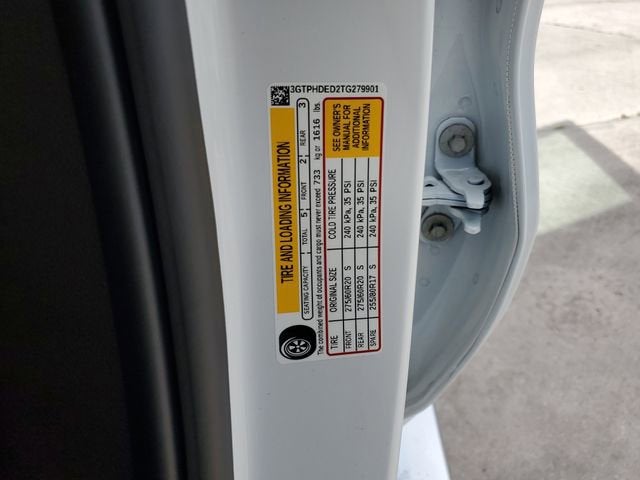 3GTPHDED2TG279901
TIRE AND LOADING INFORMATION
SEATING CAPACITY TOTAL 5 FRONT 2 REAR 3
The combined weight of occupants and cargo must never exceed 733 kg or 1616 lbs.
TIRE ORIGINAL SIZE COLD TIRE PRESSURE
FRONT 275/60R20 S 240 kPa, 35 PSI
REAR 275/60R20 S 240 kPa, 35 PSI
SPARE 255/80R17 S 240 kPa, 35 PSI
SEE OWNER'S
MANUAL FOR
ADDITIONAL
INFORMATION